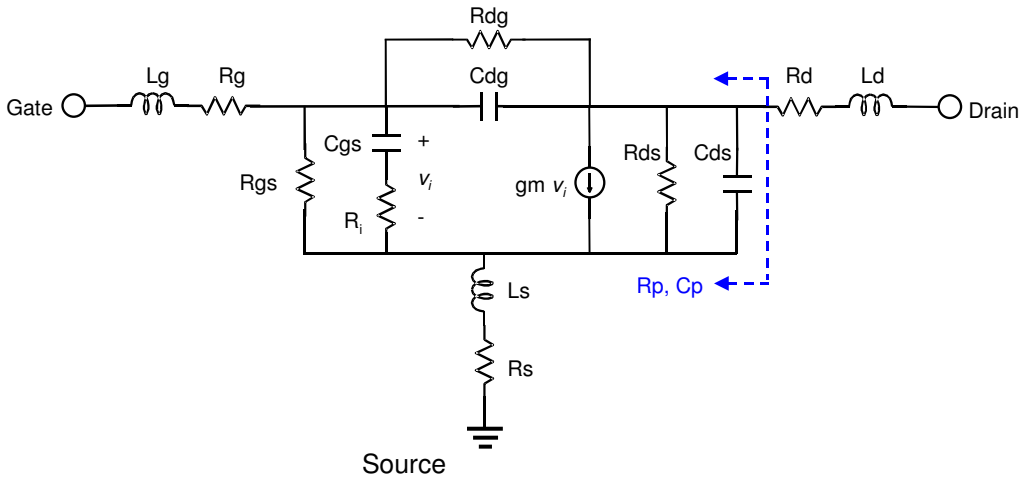 Rdg
Lg Rg Cdg Rd Ld
Gate Drain
Cgs + Rds Cds
Rgs vi gm vi
Ri -
Rp, Cp
Ls
Rs
Source